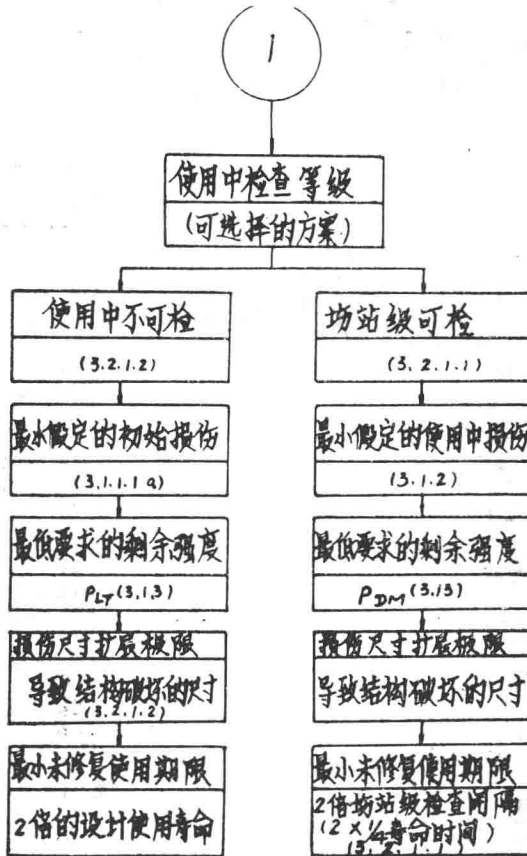 1
使用中检查等级
(可选择的方案)
使用中不可检
(3.2.1.2)
最小假定的初始损伤
(3.1.1.1 a)
最低要求的剩余强度
PLT (3.1.3)
损伤尺寸扩展极限
导致结构破坏的尺寸
(3.2.1.2)
最小未修复使用期限
2倍的设计使用寿命
场站级可检
(3.2.1.1)
最小假定的使用中损伤
(3.1.2)
最低要求的剩余强度
PDM (3.13)
损伤尺寸扩展极限
导致结构破坏的尺寸
最小未修复使用期限
2倍场站级检查间隔
(2 × 1/4寿命时间)
(3.2.1.1)